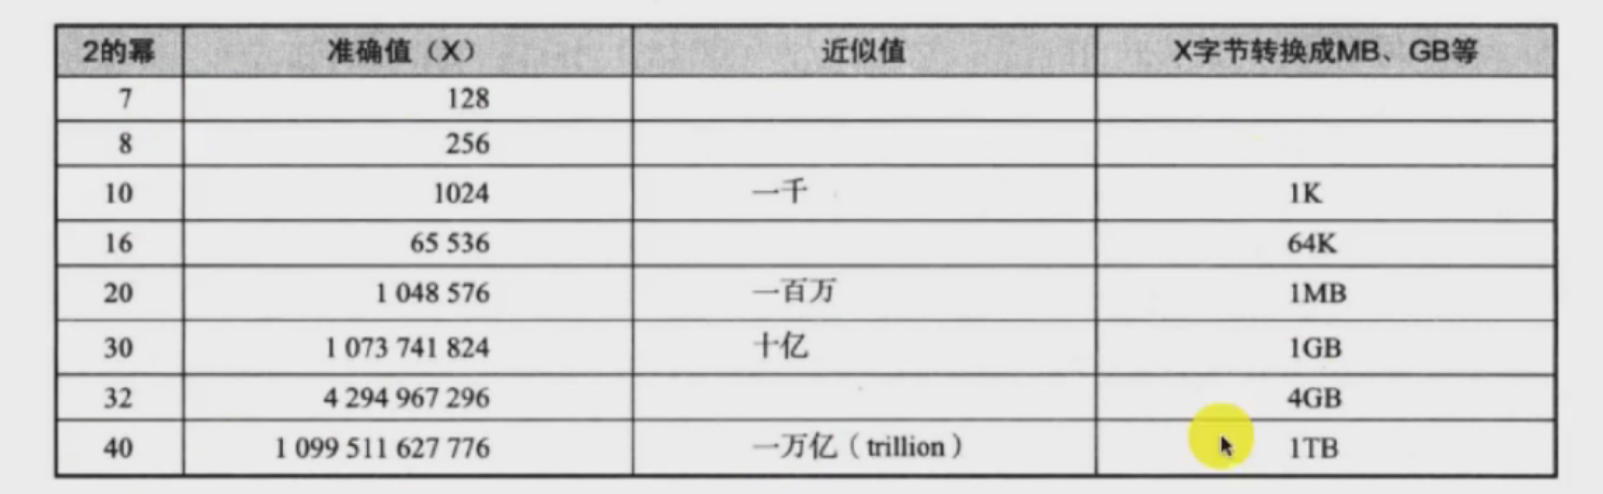 2的幂 准确值（X） 近似值 X字节转换成MB、GB等
7 128
8 256
10 1024 一千 1K
16 65 536 64K
20 1 048 576 一百万 1MB
30 1 073 741 824 十亿 1GB
32 4 294 967 296 4GB
40 1 099 511 627 776 一万亿（trillion） 1TB